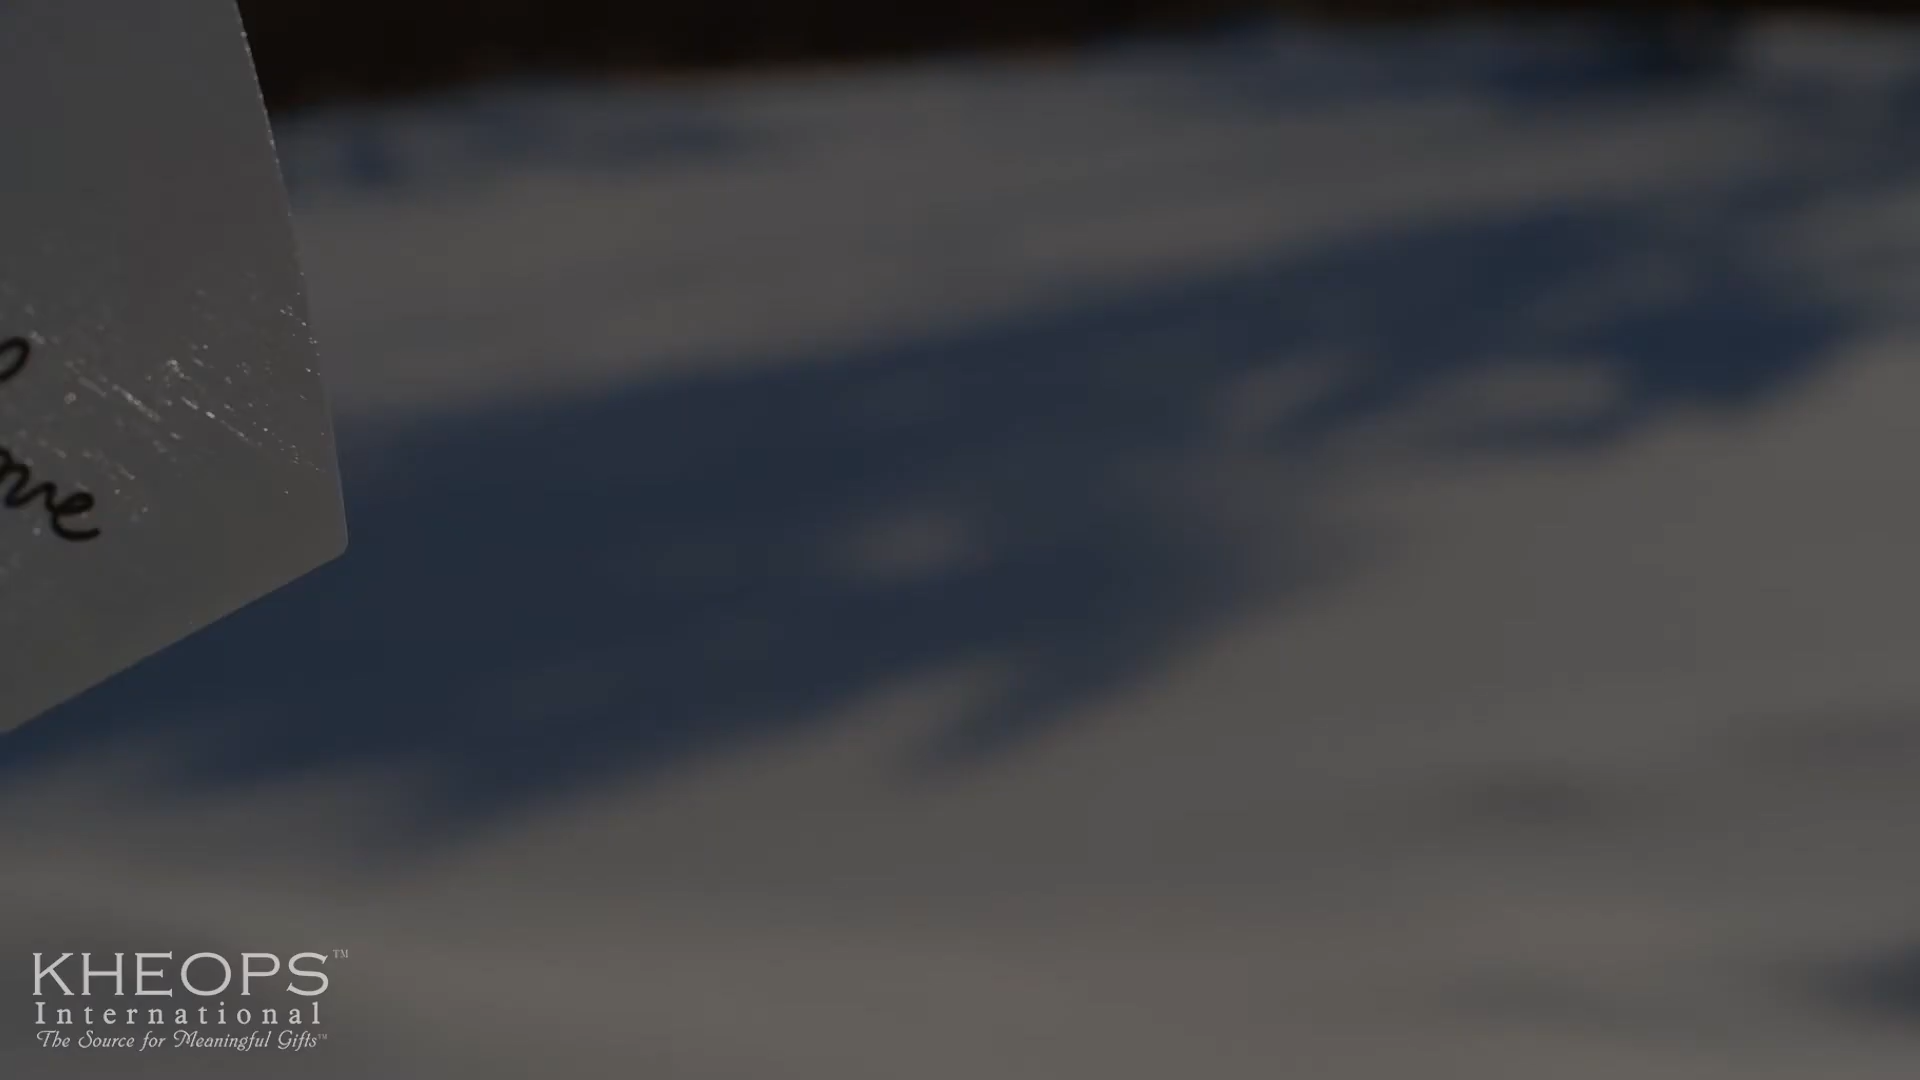 KHEOPS™
International
The Source for Meaningful Gifts™